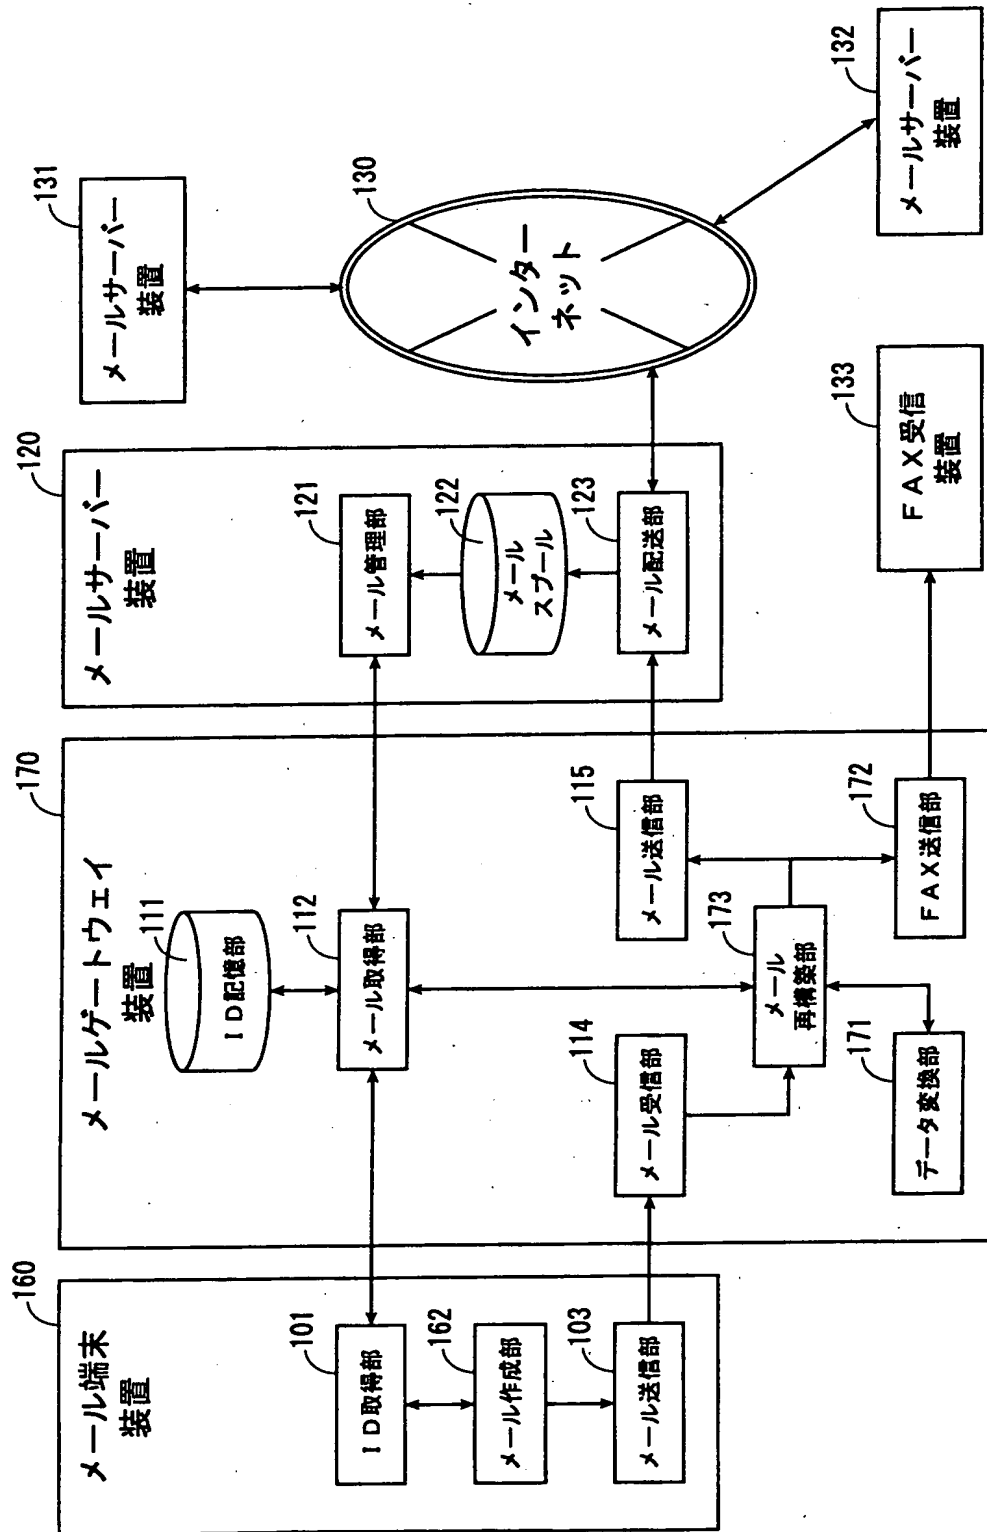 160
メール端末
装置
101
ID取得部
162
メール作成部
103
メール送信部
170
メールゲートウェイ
装置
111
ID記憶部
112
メール取得部
114
メール受信部
115
メール送信部
173
メール
再構築部
171
データ変換部
172
FAX送信部
120
メールサーバー
装置
121
メール管理部
122
メール
スプール
123
メール配送部
130
インター
ネット
131
メールサーバー
装置
132
メールサーバー
装置
133
FAX受信
装置